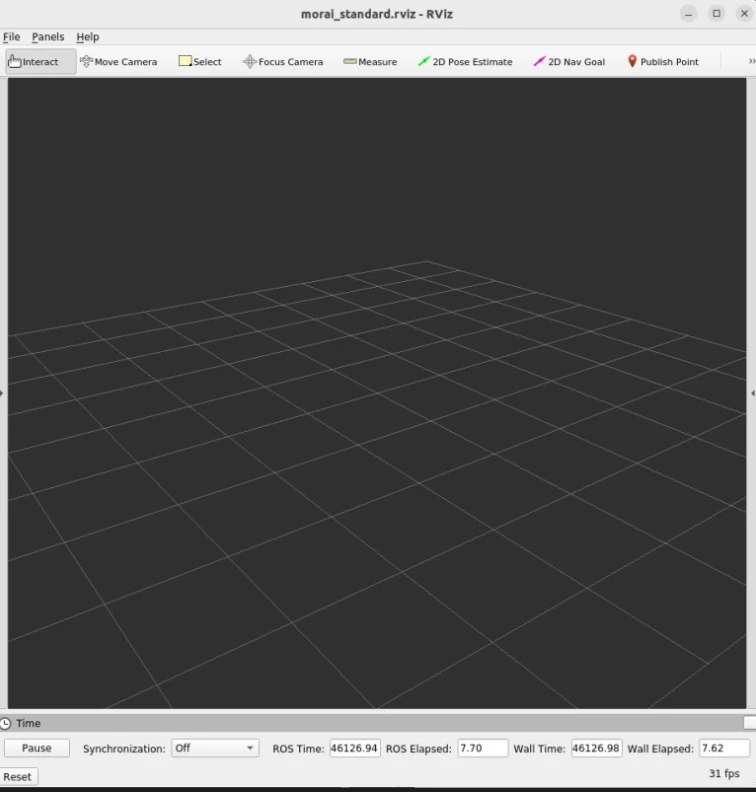 morai_standard.rviz - RViz
File Panels Help
Interact Move Camera Select Focus Camera Measure 2D Pose Estimate 2D Nav Goal Publish Point »
Time
Pause Synchronization: Off ROS Time: 46126.94 ROS Elapsed: 7.70 Wall Time: 46126.98 Wall Elapsed: 7.62
Reset 31 fps